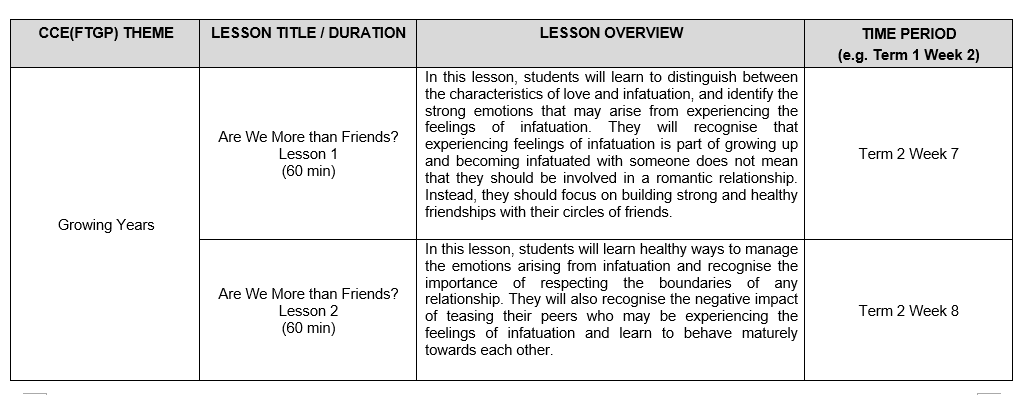 CCE(FTGP) THEME
LESSON TITLE / DURATION
LESSON OVERVIEW
TIME PERIOD
(e.g. Term 1 Week 2)
Growing Years
Are We More than Friends?
Lesson 1
(60 min)
In this lesson, students will learn to distinguish between
the characteristics of love and infatuation, and identify the
strong emotions that may arise from experiencing the
feelings of infatuation. They will recognise that
experiencing feelings of infatuation is part of growing up
and becoming infatuated with someone does not mean
that they should be involved in a romantic relationship.
Instead, they should focus on building strong and healthy
friendships with their circles of friends.
Term 2 Week 7
Are We More than Friends?
Lesson 2
(60 min)
In this lesson, students will learn healthy ways to manage
the emotions arising from infatuation and recognise the
importance of respecting the boundaries of any
relationship. They will also recognise the negative impact
of teasing their peers who may be experiencing the
feelings of infatuation and learn to behave maturely
towards each other.
Term 2 Week 8